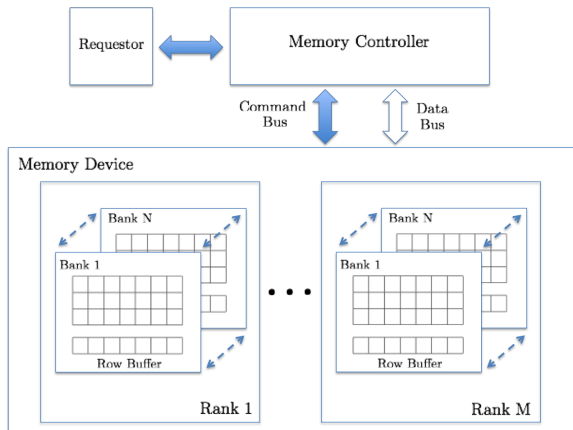 Requestor
Memory Controller
Command
Bus
Data
Bus
Memory Device
Bank N
Bank 1
Row Buffer
Rank 1
Bank N
Bank 1
Row Buffer
Rank M